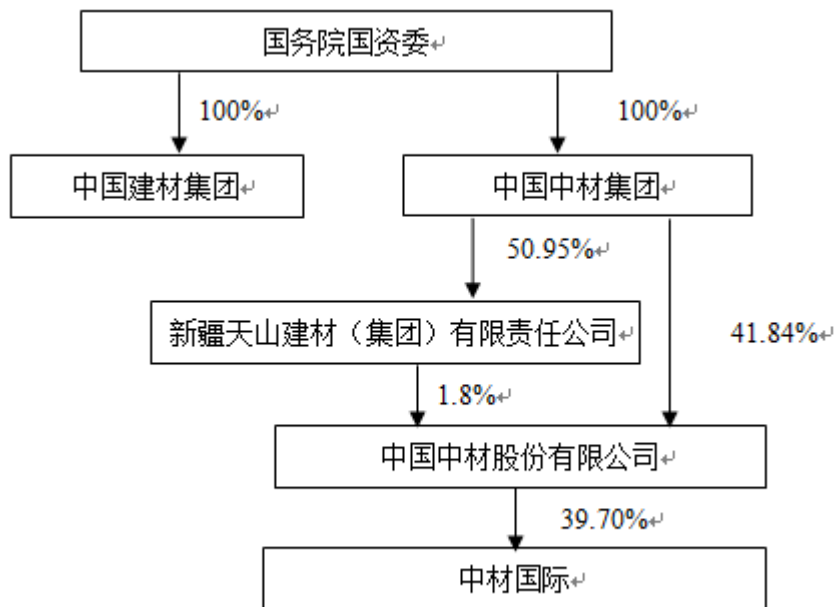 国务院国资委
100%
100%
中国建材集团
中国中材集团
50.95%
新疆天山建材（集团）有限责任公司
41.84%
1.8%
中国中材股份有限公司
39.70%
中材国际